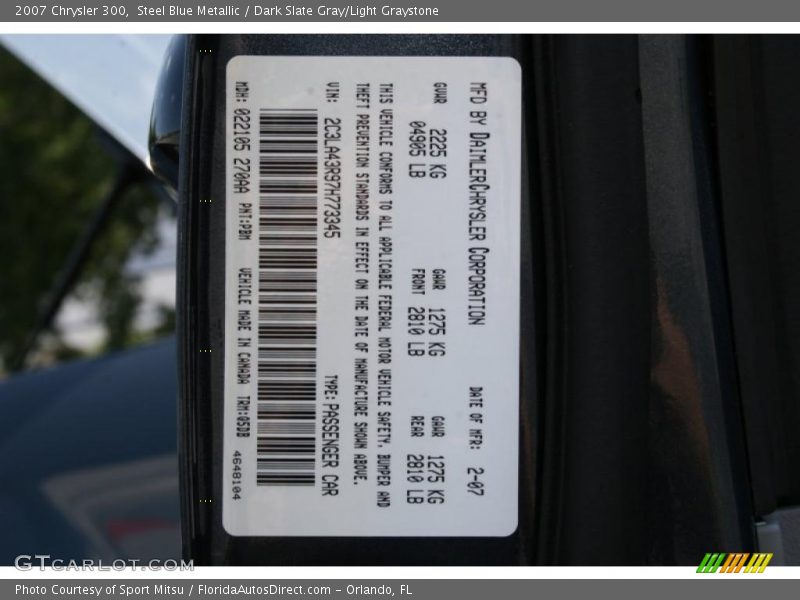 2007 Chrysler 300, Steel Blue Metallic / Dark Slate Gray/Light Graystone
MFD BY DAIMLERCHRYSLER CORPORATION DATE OF MFR: 2-07
GVWR 2225 KG GAWR 1275 KG GAWR 1275 KG
04905 LB FRONT 2810 LB REAR 2810 LB
THIS VEHICLE CONFORMS TO ALL APPLICABLE FEDERAL MOTOR VEHICLE SAFETY, BUMPER AND
THEFT PREVENTION STANDARDS IN EFFECT ON THE DATE OF MANUFACTURE SHOWN ABOVE.
VIN: 2C3LA43R97H773345 TYPE: PASSENGER CAR
MDH: 022105 270AA PNT:PBM VEHICLE MADE IN CANADA TRM:05DB 4648104
GTCarLot.com
Photo Courtesy of Sport Mitsu / FloridaAutosDirect.com - Orlando, FL